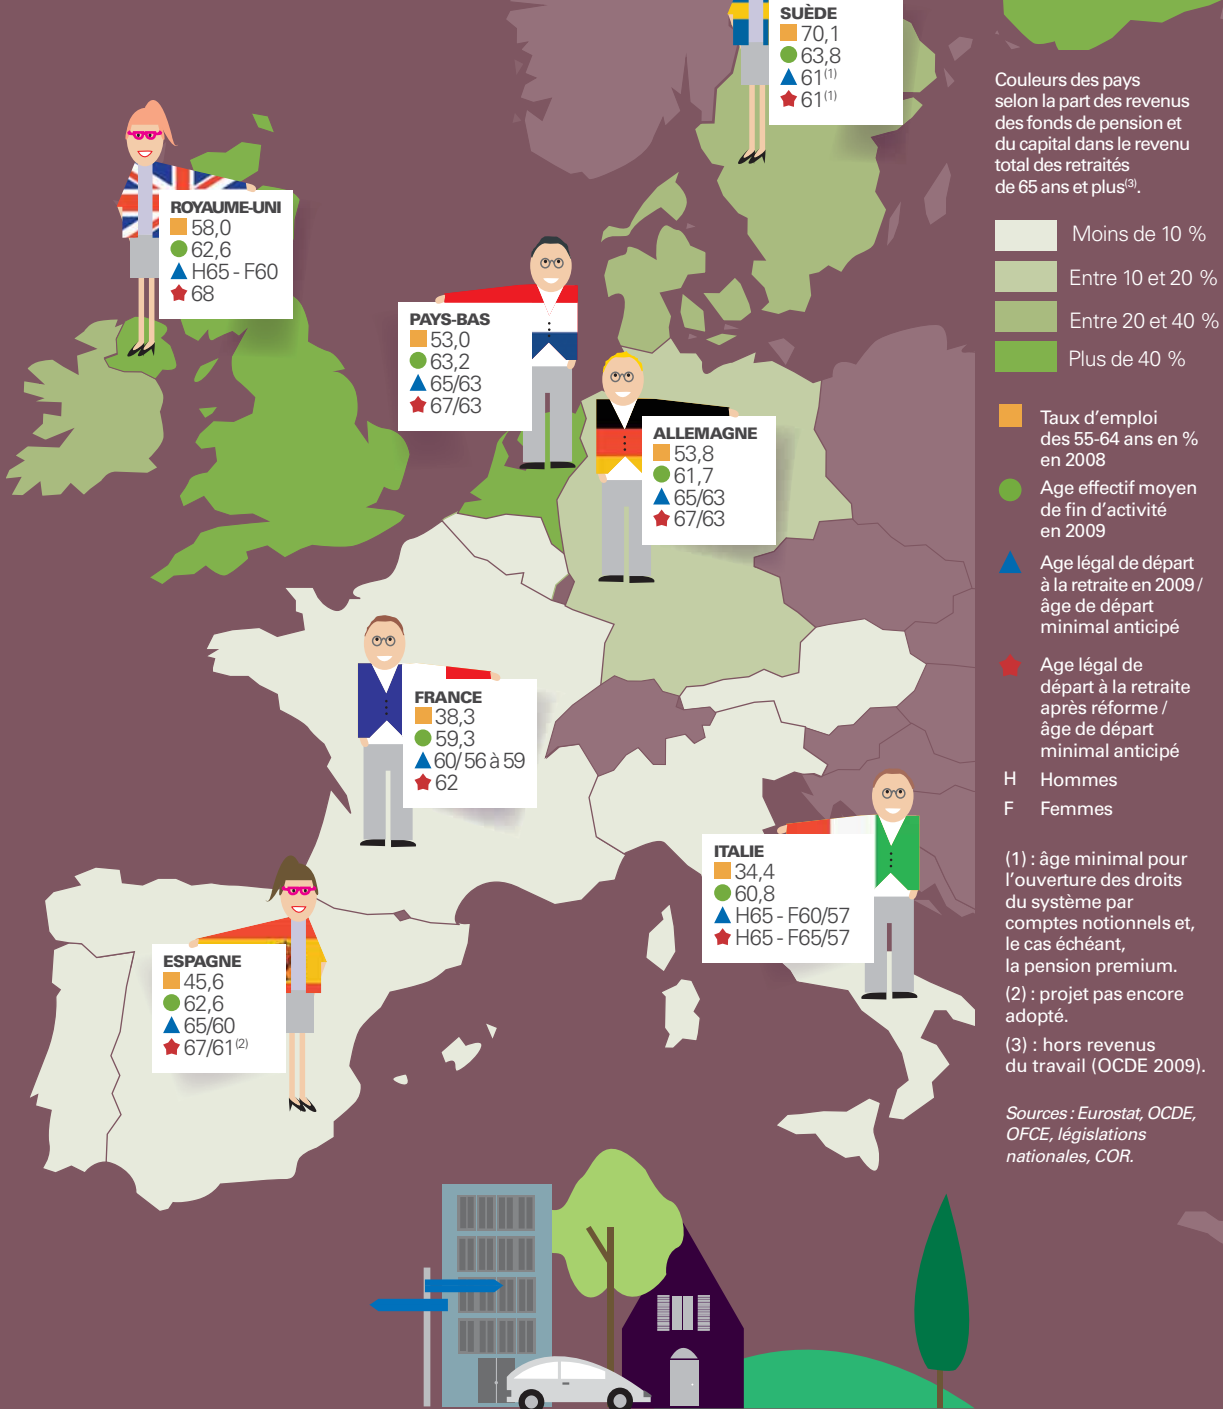 SUÈDE
70,1
63,8
61(1)
61(1)
ROYAUME-UNI
58,0
62,6
H65 - F60
68
PAYS-BAS
53,0
63,2
65/63
67/63
ALLEMAGNE
53,8
61,7
65/63
67/63
FRANCE
38,3
59,3
60/ 56 à 59
62
ITALIE
34,4
60,8
H65 - F60/57
H65 - F65/57
ESPAGNE
45,6
62,6
65/60
67/61(2)
Couleurs des pays
selon la part des revenus
des fonds de pension et
du capital dans le revenu
total des retraités
de 65 ans et plus(3).
Moins de 10 %
Entre 10 et 20 %
Entre 20 et 40 %
Plus de 40 %
Taux d'emploi
des 55-64 ans en %
en 2008
Age effectif moyen
de fin d'activité
en 2009
Age légal de départ
à la retraite en 2009 /
âge de départ
minimal anticipé
Age légal de
départ à la retraite
après réforme /
âge de départ
minimal anticipé
H Hommes
F Femmes
(1) : âge minimal pour
l'ouverture des droits
du système par
comptes notionnels et,
le cas échéant,
la pension premium.
(2) : projet pas encore
adopté.
(3) : hors revenus
du travail (OCDE 2009).
Sources : Eurostat, OCDE,
OFCE, législations
nationales, COR.